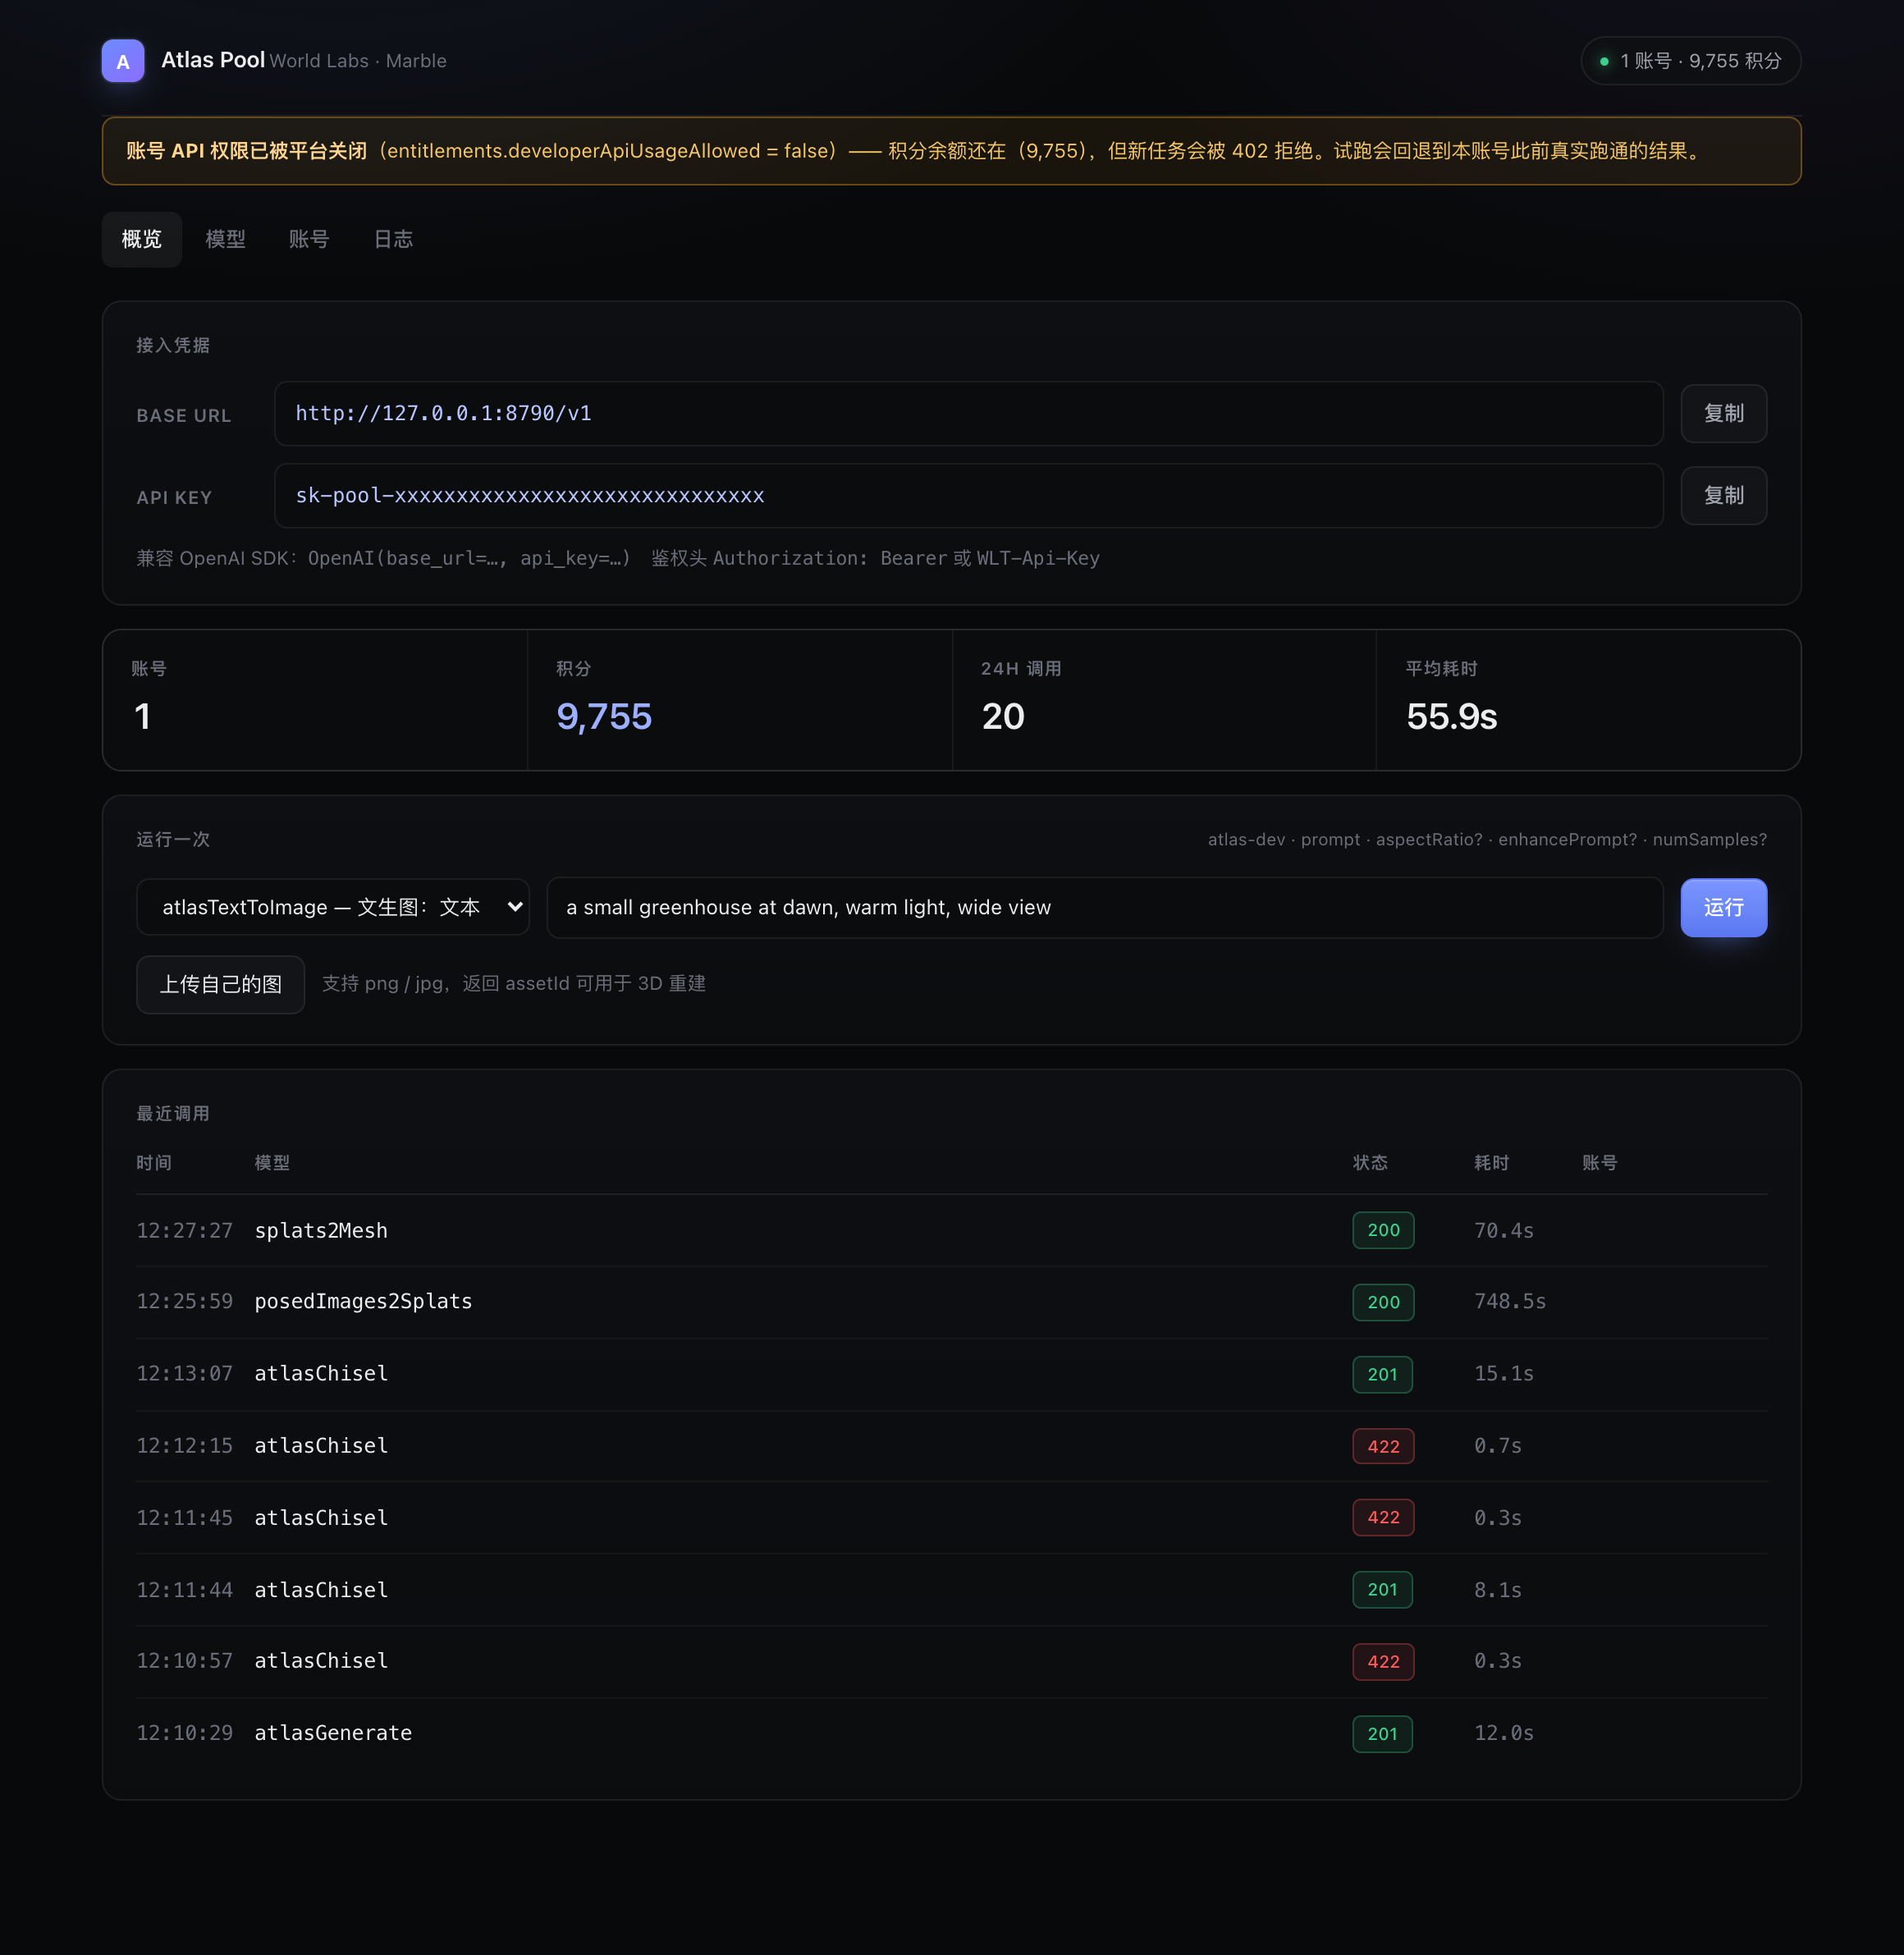 A Atlas Pool World Labs · Marble 1 账号 · 9,755 积分
账号 API 权限已被平台关闭（entitlements.developerApiUsageAllowed = false）—— 积分余额还在（9,755），但新任务会被 402 拒绝。试跑会回退到本账号此前真实跑通的结果。
概览 模型 账号 日志
接入凭据
BASE URL http://127.0.0.1:8790/v1 复制
API KEY sk-pool-xxxxxxxxxxxxxxxxxxxxxxxxxxxxxx 复制
兼容 OpenAI SDK：OpenAI(base_url=…, api_key=…) 鉴权头 Authorization: Bearer 或 WLT-Api-Key
账号 积分 24H 调用 平均耗时
1 9,755 20 55.9s
运行一次 atlas-dev · prompt · aspectRatio? · enhancePrompt? · numSamples?
atlasTextToImage — 文生图：文本 a small greenhouse at dawn, warm light, wide view 运行
上传自己的图 支持 png / jpg，返回 assetId 可用于 3D 重建
最近调用
时间 模型 状态 耗时 账号
12:27:27 splats2Mesh 200 70.4s
12:25:59 posedImages2Splats 200 748.5s
12:13:07 atlasChisel 201 15.1s
12:12:15 atlasChisel 422 0.7s
12:11:45 atlasChisel 422 0.3s
12:11:44 atlasChisel 201 8.1s
12:10:57 atlasChisel 422 0.3s
12:10:29 atlasGenerate 201 12.0s